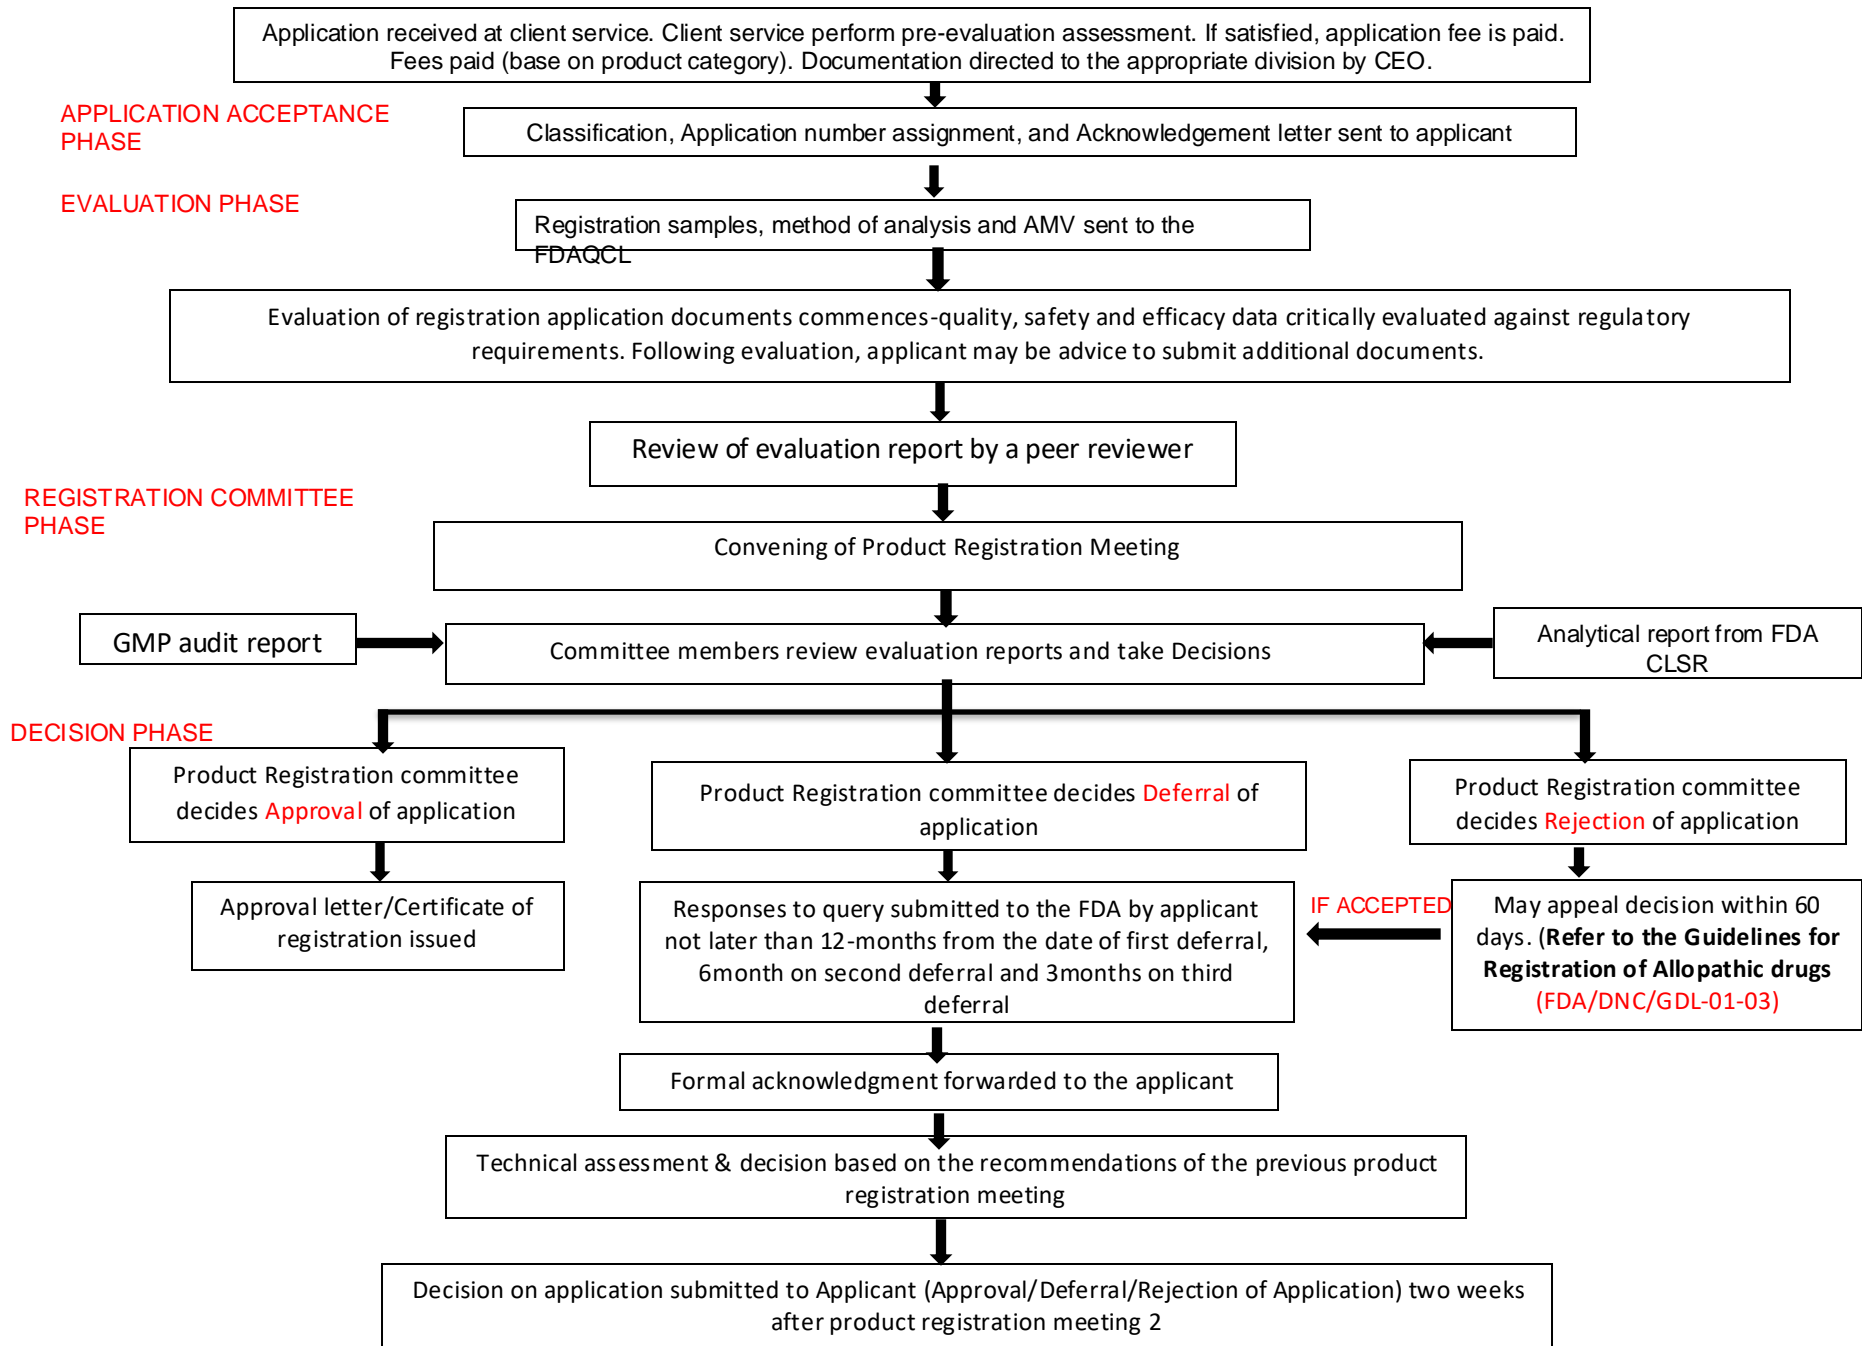 Application received at client service. Client service perform pre-evaluation assessment. If satisfied, application fee is paid.
Fees paid (base on product category). Documentation directed to the appropriate division by CEO.
APPLICATION ACCEPTANCE
PHASE
Classification, Application number assignment, and Acknowledgement letter sent to applicant
EVALUATION PHASE
Registration samples, method of analysis and AMV sent to the
FDAQCL
Evaluation of registration application documents commences-quality, safety and efficacy data critically evaluated against regulatory
requirements. Following evaluation, applicant may be advice to submit additional documents.
Review of evaluation report by a peer reviewer
REGISTRATION COMMITTEE
PHASE
Convening of Product Registration Meeting
GMP audit report
Committee members review evaluation reports and take Decisions
Analytical report from FDA
CLSR
DECISION PHASE
Product Registration committee
decides Approval of application
Product Registration committee decides Deferral of
application
Product Registration committee
decides Rejection of application
Approval letter/Certificate of
registration issued
Responses to query submitted to the FDA by applicant
not later than 12-months from the date of first deferral,
6month on second deferral and 3months on third
deferral
IF ACCEPTED
May appeal decision within 60
days. (Refer to the Guidelines for
Registration of Allopathic drugs
(FDA/DNC/GDL-01-03)
Formal acknowledgment forwarded to the applicant
Technical assessment & decision based on the recommendations of the previous product
registration meeting
Decision on application submitted to Applicant (Approval/Deferral/Rejection of Application) two weeks
after product registration meeting 2